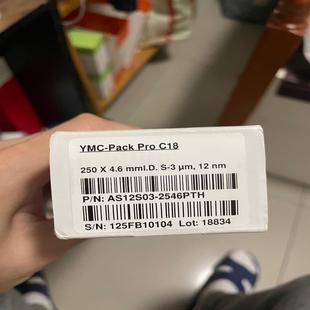 YMC-Pack Pro C18
250 X 4.6 mmI.D. S-3 µm, 12 nm
P/N: AS12S03-2546PTH
S/N: 125FB10104 Lot: 18834